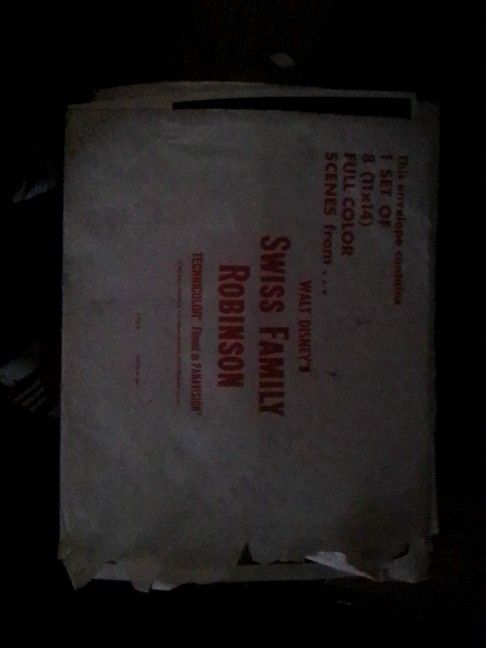 This envelope contains
1 SET OF
8 (11x14)
FULL COLOR
SCENES from...
WALT DISNEY'S
SWISS FAMILY
ROBINSON
TECHNICOLOR® Filmed in PANAVISION®